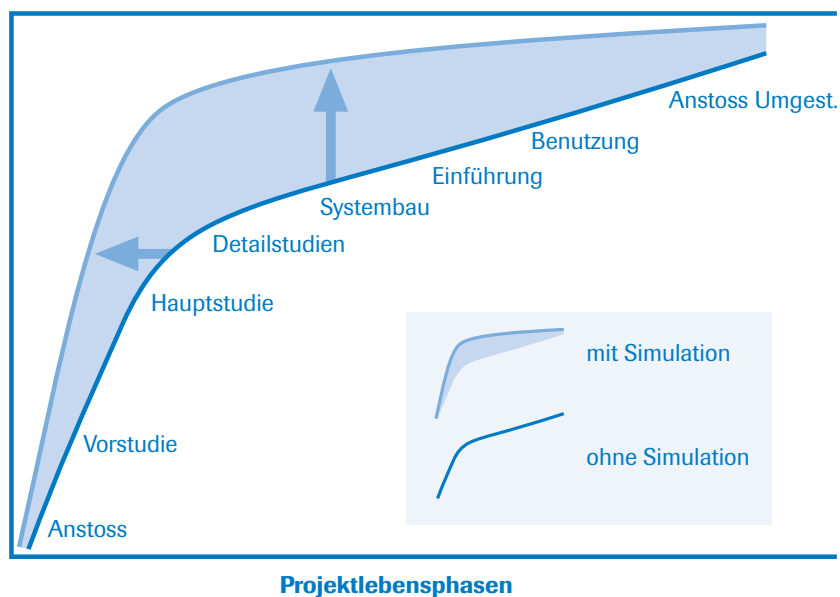 Anstoss Umgest.
Benutzung
Einführung
Systembau
Detailstudien
Hauptstudie
mit Simulation
Vorstudie
ohne Simulation
Anstoss
Projektlebensphasen